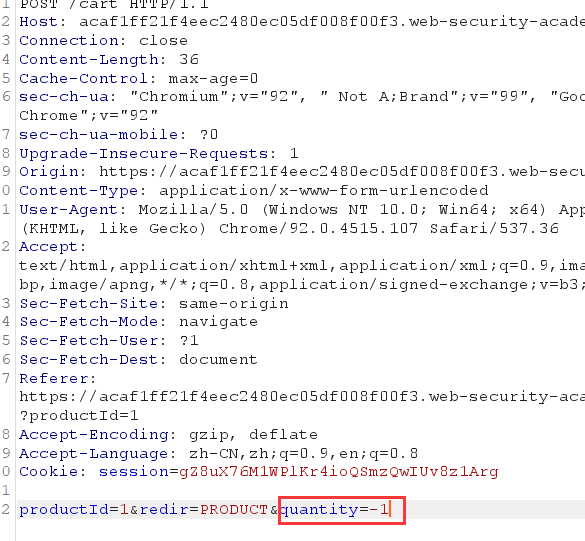 1 POST /cart HTTP/1.1
2 Host: acaf1ff21f4eec2480ec05df008f00f3.web-security-acade
3 Connection: close
4 Content-Length: 36
5 Cache-Control: max-age=0
6 sec-ch-ua: "Chromium";v="92", " Not A;Brand";v="99", "Goo
Chrome";v="92"
7 sec-ch-ua-mobile: ?0
8 Upgrade-Insecure-Requests: 1
9 Origin: https://acaf1ff21f4eec2480ec05df008f00f3.web-secu
0 Content-Type: application/x-www-form-urlencoded
1 User-Agent: Mozilla/5.0 (Windows NT 10.0; Win64; x64) App
(KHTML, like Gecko) Chrome/92.0.4515.107 Safari/537.36
2 Accept:
text/html,application/xhtml+xml,application/xml;q=0.9,ima
bp,image/apng,*/*;q=0.8,application/signed-exchange;v=b3;
3 Sec-Fetch-Site: same-origin
4 Sec-Fetch-Mode: navigate
5 Sec-Fetch-User: ?1
6 Sec-Fetch-Dest: document
7 Referer:
https://acaf1ff21f4eec2480ec05df008f00f3.web-security-aca
?productId=1
8 Accept-Encoding: gzip, deflate
9 Accept-Language: zh-CN,zh;q=0.9,en;q=0.8
0 Cookie: session=gZ8uX76M1WPlKr4ioQSmzQwIUv8z1Arg
1
2 productId=1&redir=PRODUCT&quantity=-1